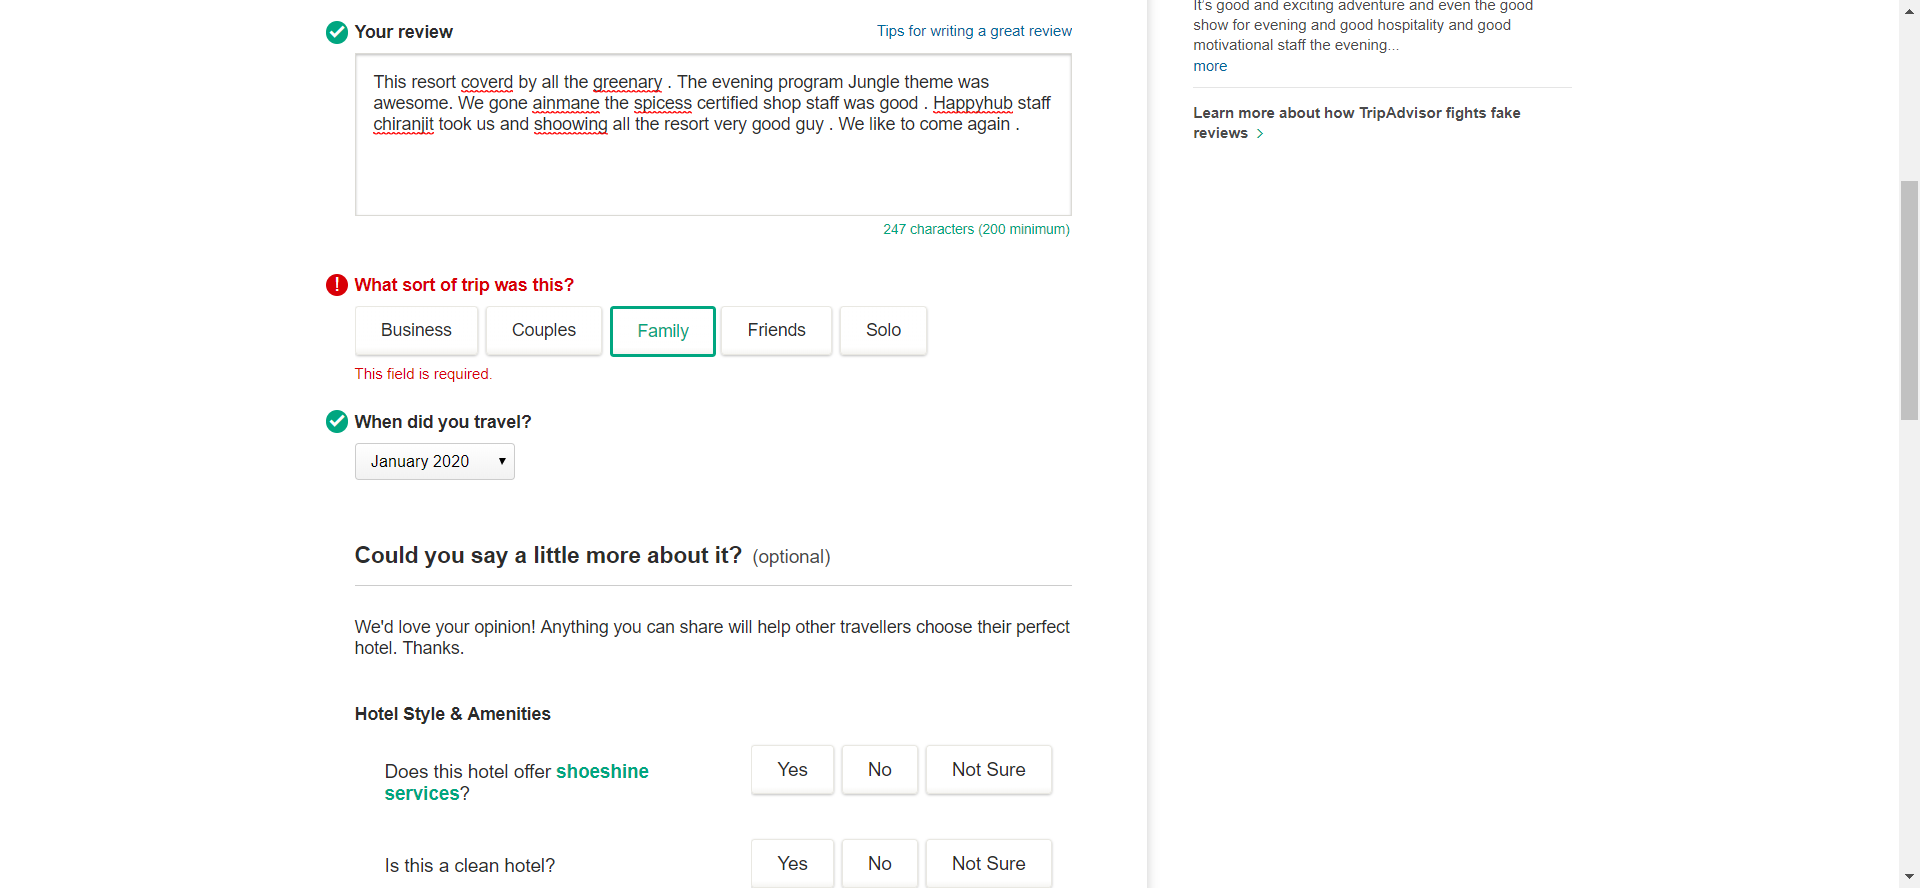 Your review
Tips for writing a great review
This resort coverd by all the greenary . The evening program Jungle theme was
awesome. We gone ainmane the spicess certified shop staff was good . Happyhub staff
chiranjit took us and shoowing all the resort very good guy . We like to come again .
247 characters (200 minimum)
What sort of trip was this?
Business Couples Family Friends Solo
This field is required.
When did you travel?
January 2020
Could you say a little more about it? (optional)
We'd love your opinion! Anything you can share will help other travellers choose their perfect
hotel. Thanks.
Hotel Style & Amenities
Does this hotel offer shoeshine
services?
Yes No Not Sure
Is this a clean hotel?
Yes No Not Sure
It's good and exciting adventure and even the good
show for evening and good hospitality and good
motivational staff the evening...
more
Learn more about how TripAdvisor fights fake
reviews